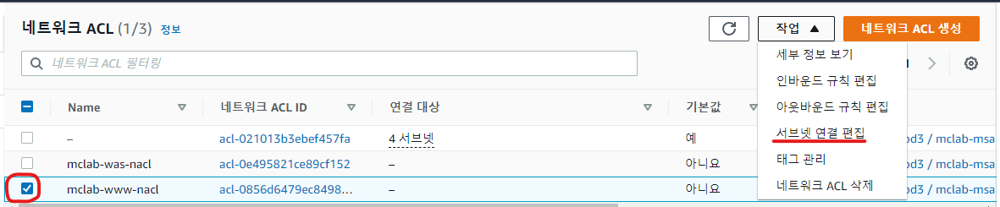 네트워크 ACL (1/3) 정보
작업 ▲
네트워크 ACL 생성
네트워크 ACL 필터링
세부 정보 보기
인바운드 규칙 편집
아웃바운드 규칙 편집
서브넷 연결 편집
태그 관리
네트워크 ACL 삭제
Name 네트워크 ACL ID 연결 대상 기본값
– acl-021013b3ebef457fa 4 서브넷 예 od3 / mclab-msa
mclab-was-nacl acl-0e495821ce89cf152 – 아니요 od3 / mclab-msa
mclab-www-nacl acl-0856d6479ec8498... – 아니요 od3 / mclab-msa